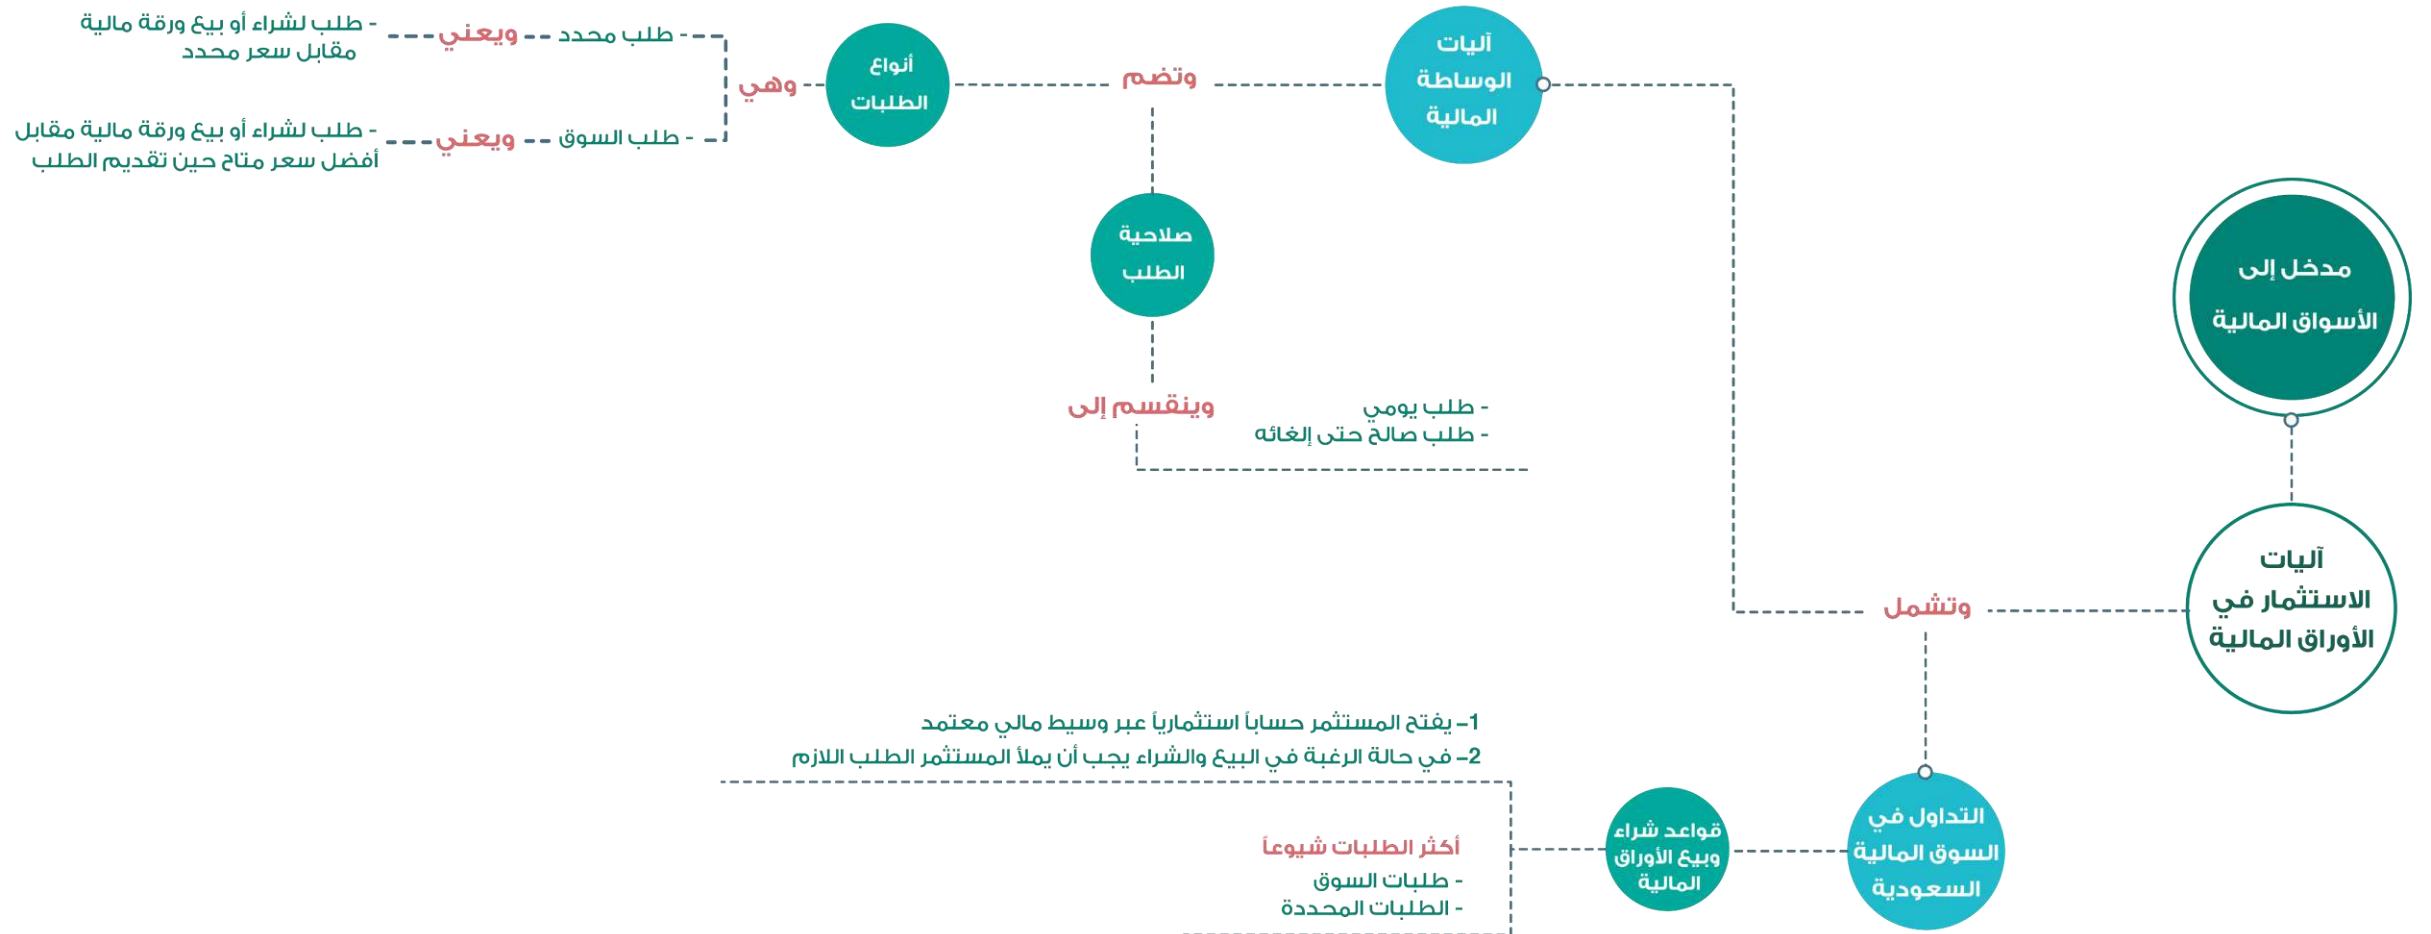 مدخل إلى
الأسواق المالية
آليات
الاستثمار في
الأوراق المالية
وتشمل
آليات
الوساطة
المالية
وتضم
أنواع
الطلبات
وهي
- طلب محدد
ويعني
- طلب لشراء أو بيع ورقة مالية
مقابل سعر محدد
- طلب السوق
ويعني
- طلب لشراء أو بيع ورقة مالية مقابل
أفضل سعر متاح حين تقديم الطلب
صلاحية
الطلب
وينقسم إلى
- طلب يومي
- طلب صالح حتى إلغائه
التداول في
السوق المالية
السعودية
قواعد شراء
وبيع الأوراق
المالية
1- يفتح المستثمر حساباً استثمارياً عبر وسيط مالي معتمد
2- في حالة الرغبة في البيع والشراء يجب أن يملأ المستثمر الطلب اللازم
أكثر الطلبات شيوعاً
- طلبات السوق
- الطلبات المحددة